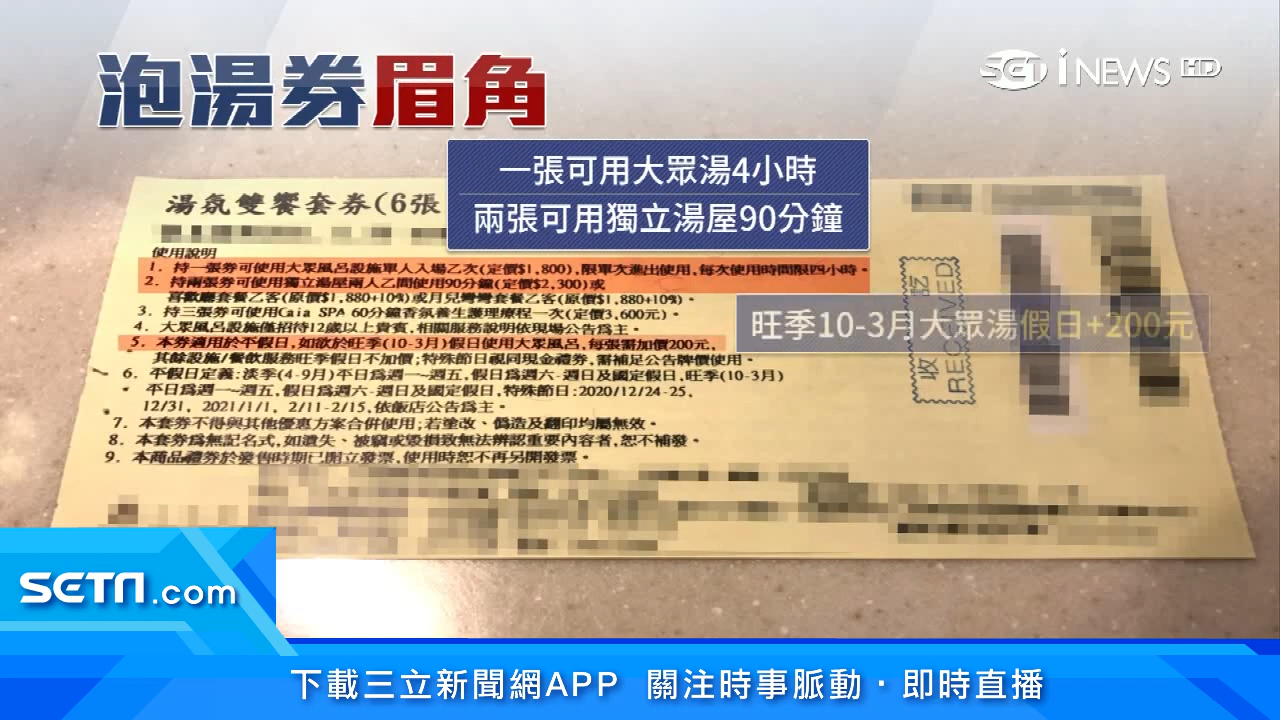 泡湯券眉角
SET iNEWS HD
一張可用大眾湯4小時
兩張可用獨立湯屋90分鐘
湯氛雙饗套券(6張
使用說明
1. 持一張券可使用大眾風呂設施單人入場乙次(定價$1,800),限單次進出使用,每次使用時間限四小時。
2. 持兩張券可使用獨立湯屋兩人乙間使用90分鐘(定價$2,300)或
喜歡廳套餐乙客(原價$1,880+10%)或月兒彎彎套餐乙客(原價$1,880+10%)。
3. 持三張券可使用Caia SPA 60分鐘香氛養生護理療程一次(定價3,600元)。
旺季10-3月大眾湯假日+200元
4. 大眾風呂設施僅招待12歲以上貴賓,相關服務說明依現場公告為主。
5. 本券適用於平假日,如欲於旺季(10-3月)假日使用大眾風呂,每張需加價200元,
其餘設施/餐飲服務旺季假日不加價;特殊節日視同現金禮券,需補足公告牌價使用。
6. 平假日定義:淡季(4-9月)平日為週一~週五,假日為週六-週日及國定假日,旺季(10-3月)
平日為週一~週五,假日為週六-週日及國定假日,特殊節日:2020/12/24-25,
12/31, 2021/1/1, 2/11-2/15,依飯店公告為主。
7. 本套券不得與其他優惠方案合併使用;若塗改、偽造及翻印均屬無效。
8. 本套券為無記名式,如遺失、被竊或毀損致無法辨認重要內容者,恕不補發。
9. 本商品禮券於發售時期已開立發票,使用時恕不再另開發票。
收訖
RECEIVED
SETN.com
下載三立新聞網APP 關注時事脈動・即時直播